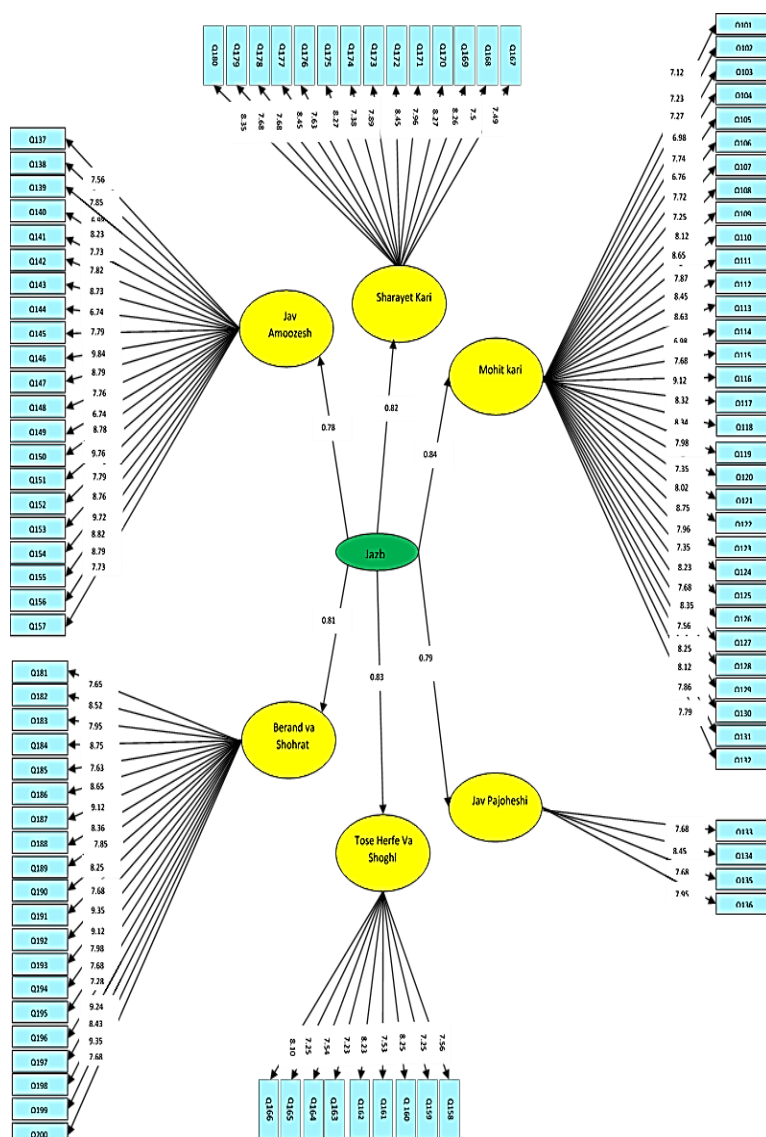 Q180
Q179
Q178
Q177
Q176
Q175
Q174
Q173
Q172
Q171
Q170
Q169
Q168
Q167
8.35
7.68
7.68
8.45
7.63
8.27
7.38
7.89
8.45
7.96
8.27
8.26
7.5
7.49
Q137
Q138
Q139
Q140
Q141
Q142
Q143
Q144
Q145
Q146
Q147
Q148
Q149
Q150
Q151
Q152
Q153
Q154
Q155
Q156
Q157
7.56
7.85
8.23
7.73
7.82
8.73
6.74
7.79
9.84
8.79
7.76
6.74
8.78
9.76
7.79
8.76
9.72
8.82
8.79
7.73
Jav
Amoozesh
Sharayet Kari
Mohit kari
7.12
7.23
7.27
6.98
7.74
6.76
7.72
7.25
8.12
8.65
7.87
8.45
8.63
6.98
7.68
9.12
8.32
8.34
7.98
7.35
8.02
8.75
7.96
7.35
8.23
7.68
8.35
7.56
8.25
8.12
7.86
7.79
Q101
Q102
Q103
Q104
Q105
Q106
Q107
Q108
Q109
Q110
Q111
Q112
Q113
Q114
Q115
Q116
Q117
Q118
Q119
Q120
Q121
Q122
Q123
Q124
Q125
Q126
Q127
Q128
Q129
Q130
Q131
Q132
0.78
0.82
0.84
Jazb
0.81
0.83
0.79
Q181
Q182
Q183
Q184
Q185
Q186
Q187
Q188
Q189
Q190
Q191
Q192
Q193
Q194
Q195
Q196
Q197
Q198
Q199
Q200
7.65
8.52
7.95
8.75
7.63
8.65
9.12
8.36
7.85
8.25
7.68
9.35
9.12
7.98
7.68
7.28
9.24
8.43
9.35
7.68
Berand va
Shohrat
Tose Herfe Va
Shoghl
Jav Pajoheshi
7.68
8.45
7.68
7.95
Q133
Q134
Q135
Q136
8.10
7.25
7.54
7.23
8.23
7.53
8.25
7.25
7.56
Q166
Q165
Q164
Q163
Q162
Q161
Q160
Q159
Q158